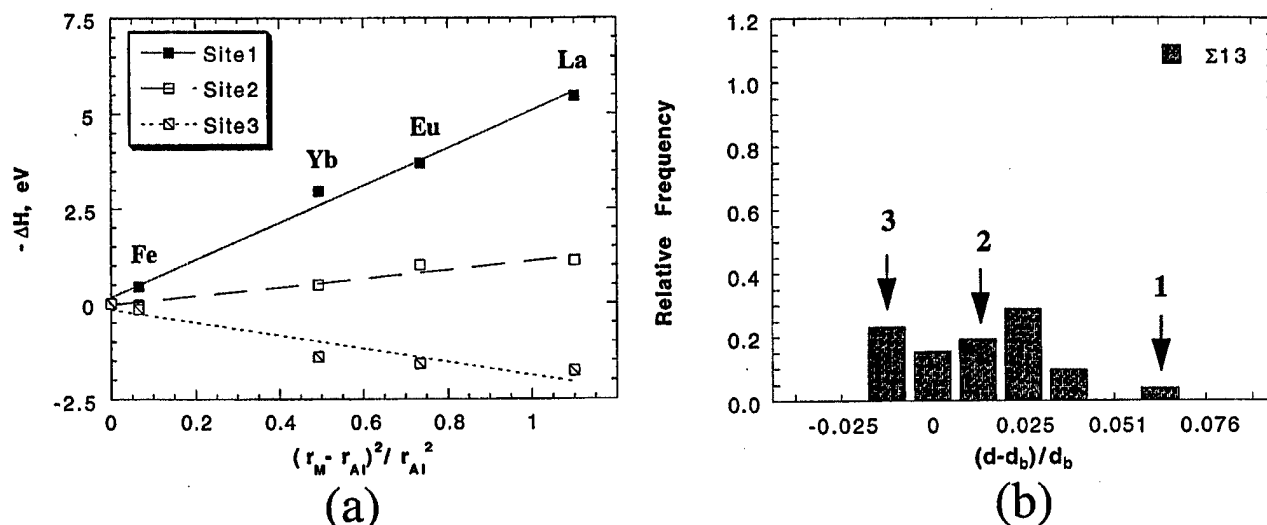 7.5
5
2.5
0
-2.5
-ΔH, eV
Site1
Site2
Site3
Fe
Yb
Eu
La
0 0.2 0.4 0.6 0.8 1
(r_M - r_Al)^2/ r_Al^2
(a)
1.2
1.0
0.8
0.6
0.4
0.2
0.0
Relative Frequency
Σ13
3
2
1
-0.025 0 0.025 0.051 0.076
(d-d_b)/d_b
(b)